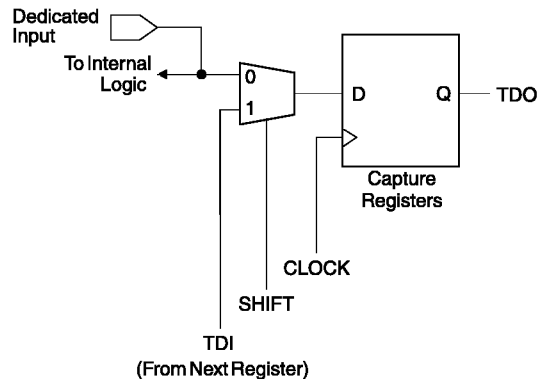 Dedicated
Input
To Internal
Logic
0
1
D
Q
TDO
Capture
Registers
CLOCK
SHIFT
TDI
(From Next Register)